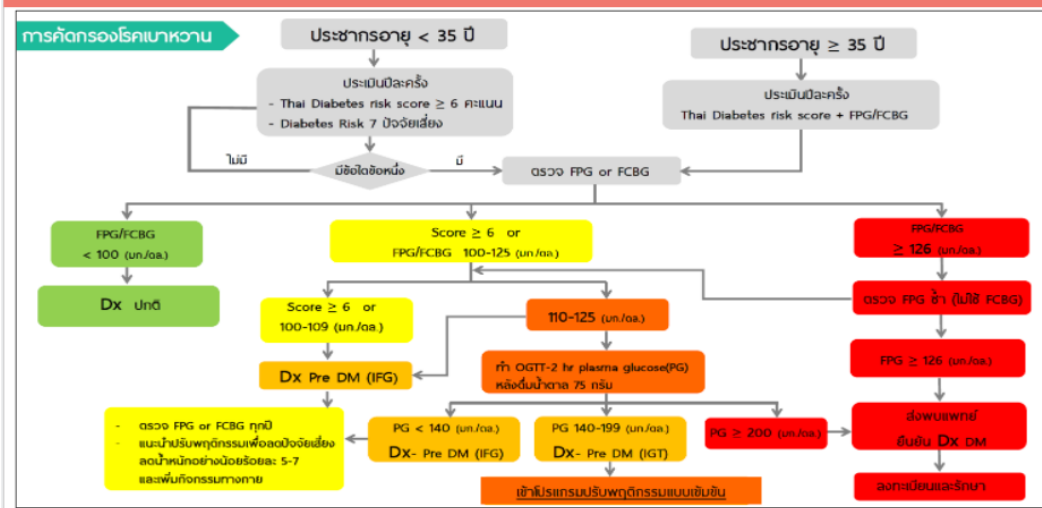 การคัดกรองโรคเบาหวาน
ประชากรอายุ < 35 ปี
ประชากรอายุ ≥ 35 ปี
ประเมินปีละครั้ง
- Thai Diabetes risk score ≥ 6 คะแนน
- Diabetes Risk 7 ปัจจัยเสี่ยง
ประเมินปีละครั้ง
Thai Diabetes risk score + FPG/FCBG
ไม่มี
มีข้อใดข้อหนึ่ง
มี
ตรวจ FPG or FCBG
FPG/FCBG
< 100 (มก./ดล.)
Dx ปกติ
Score ≥ 6 or
FPG/FCBG 100-125 (มก./ดล.)
FPG/FCBG
≥ 126 (มก./ดล.)
Score ≥ 6 or
100-109 (มก./ดล.)
110-125 (มก./ดล.)
ตรวจ FPG ซ้ำ (ไม่ใช้ FCBG)
Dx Pre DM (IFG)
ทำ OGTT-2 hr plasma glucose(PG)
หลังดื่มน้ำตาล 75 กรัม
FPG ≥ 126 (มก./ดล.)
- ตรวจ FPG or FCBG ทุกปี
- แนะนำปรับพฤติกรรมเพื่อลดปัจจัยเสี่ยง
ลดน้ำหนักอย่างน้อยร้อยละ 5-7
และเพิ่มกิจกรรมทางกาย
PG < 140 (มก./ดล.)
Dx- Pre DM (IFG)
PG 140-199 (มก./ดล.)
Dx- Pre DM (IGT)
PG ≥ 200 (มก./ดล.)
ส่งพบแพทย์
ยืนยัน Dx DM
เข้าโปรแกรมปรับพฤติกรรมแบบเข้มข้น
ลงทะเบียนและรักษา